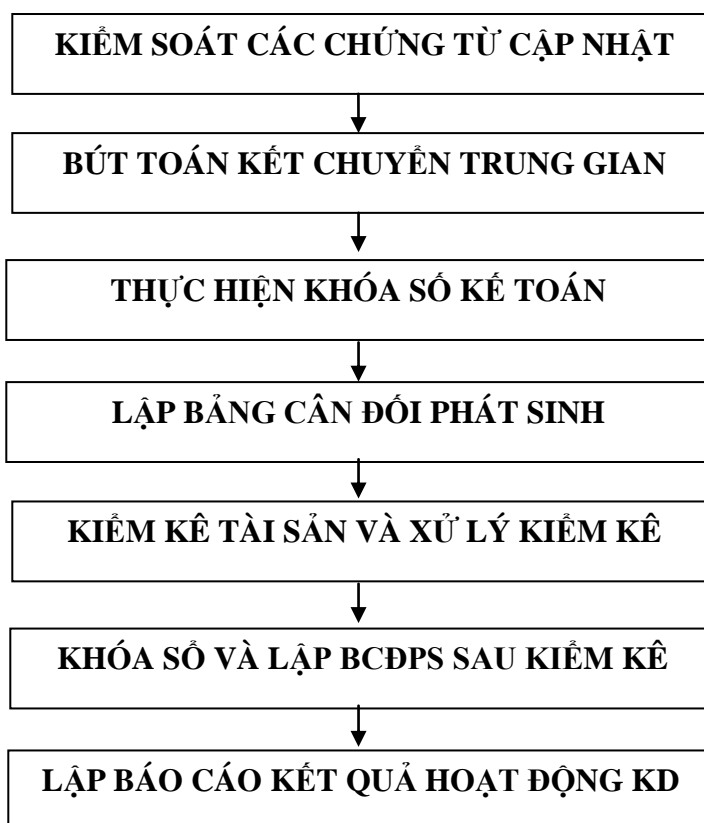 KIỂM SOÁT CÁC CHỨNG TỪ CẬP NHẬT
BÚT TOÁN KẾT CHUYỂN TRUNG GIAN
THỰC HIỆN KHÓA SỐ KẾ TOÁN
LẬP BẢNG CÂN ĐỐI PHÁT SINH
KIỂM KÊ TÀI SẢN VÀ XỬ LÝ KIỂM KÊ
KHÓA SỔ VÀ LẬP BCĐPS SAU KIỂM KÊ
LẬP BÁO CÁO KẾT QUẢ HOẠT ĐỘNG KD